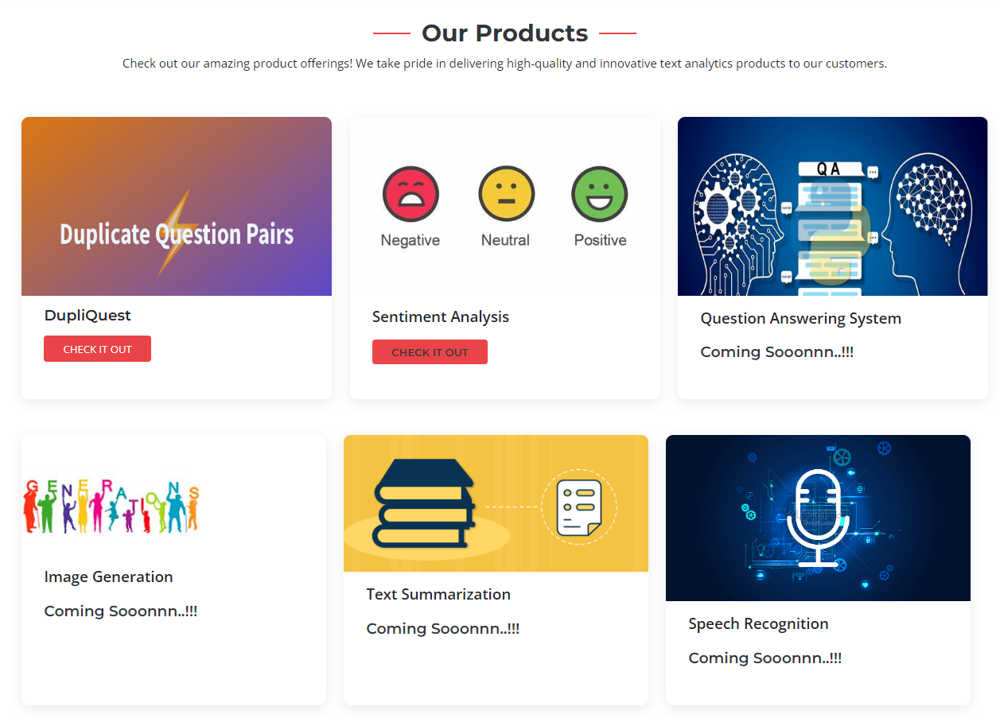 Our Products
Check out our amazing product offerings! We take pride in delivering high-quality and innovative text analytics products to our customers.
Duplicate Question Pairs
DupliQuest
CHECK IT OUT
Negative Neutral Positive
Sentiment Analysis
CHECK IT OUT
QA
Question Answering System
Coming Sooonnn..!!!
GENERATIONS
Image Generation
Coming Sooonnn..!!!
Text Summarization
Coming Sooonnn..!!!
Speech Recognition
Coming Sooonnn..!!!